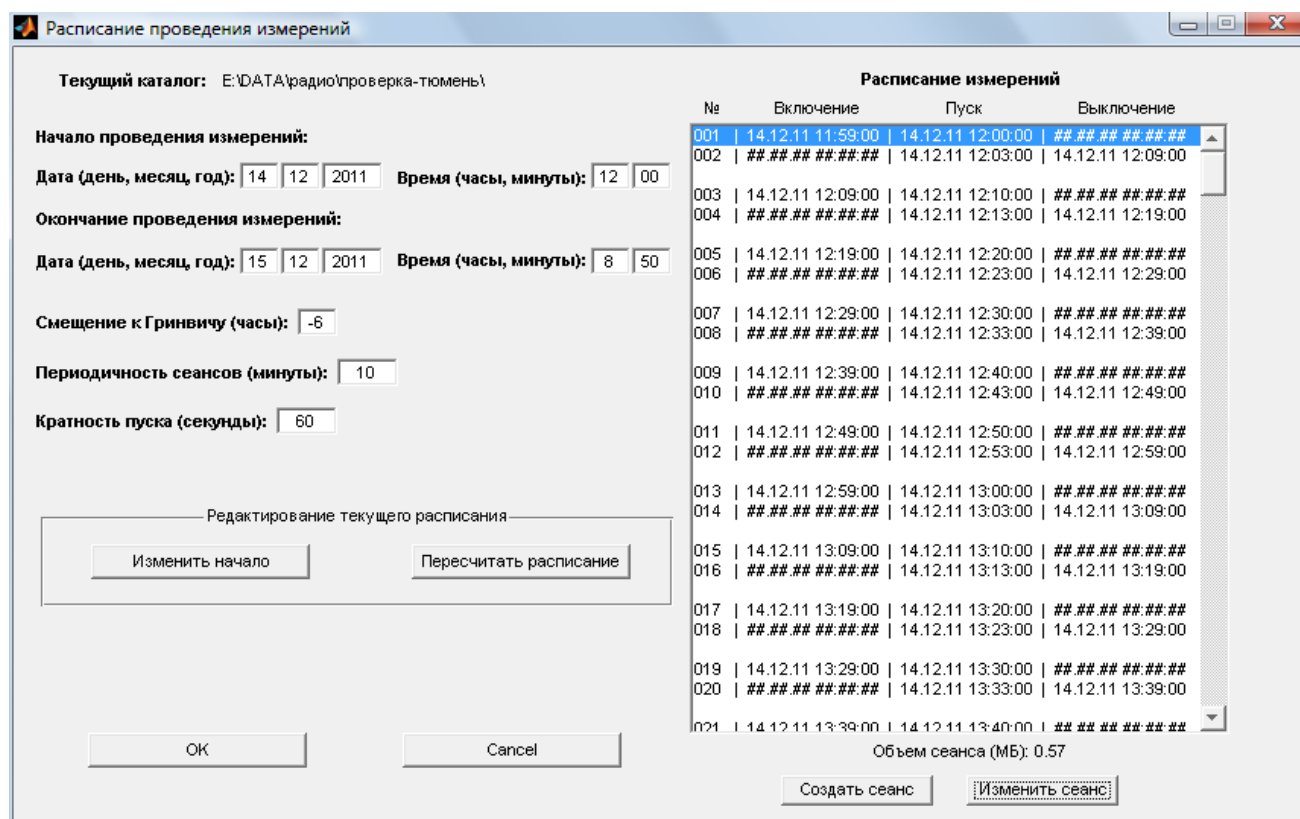 Расписание проведения измерений
Текущий каталог: E:\DATA\радио\проверка-тюмень\
Начало проведения измерений:
Дата (день, месяц, год): 14 12 2011 Время (часы, минуты): 12 00
Окончание проведения измерений:
Дата (день, месяц, год): 15 12 2011 Время (часы, минуты): 8 50
Смещение к Гринвичу (часы): -6
Периодичность сеансов (минуты): 10
Кратность пуска (секунды): 60
Редактирование текущего расписания
Изменить начало Пересчитать расписание
OK Cancel
Расписание измерений
№ Включение Пуск Выключение
001 | 14.12.11 11:59:00 | 14.12.11 12:00:00 | ##.##.## ##:##:##
002 | ##.##.## ##:##:## | 14.12.11 12:03:00 | 14.12.11 12:09:00
003 | 14.12.11 12:09:00 | 14.12.11 12:10:00 | ##.##.## ##:##:##
004 | ##.##.## ##:##:## | 14.12.11 12:13:00 | 14.12.11 12:19:00
005 | 14.12.11 12:19:00 | 14.12.11 12:20:00 | ##.##.## ##:##:##
006 | ##.##.## ##:##:## | 14.12.11 12:23:00 | 14.12.11 12:29:00
007 | 14.12.11 12:29:00 | 14.12.11 12:30:00 | ##.##.## ##:##:##
008 | ##.##.## ##:##:## | 14.12.11 12:33:00 | 14.12.11 12:39:00
009 | 14.12.11 12:39:00 | 14.12.11 12:40:00 | ##.##.## ##:##:##
010 | ##.##.## ##:##:## | 14.12.11 12:43:00 | 14.12.11 12:49:00
011 | 14.12.11 12:49:00 | 14.12.11 12:50:00 | ##.##.## ##:##:##
012 | ##.##.## ##:##:## | 14.12.11 12:53:00 | 14.12.11 12:59:00
013 | 14.12.11 12:59:00 | 14.12.11 13:00:00 | ##.##.## ##:##:##
014 | ##.##.## ##:##:## | 14.12.11 13:03:00 | 14.12.11 13:09:00
015 | 14.12.11 13:09:00 | 14.12.11 13:10:00 | ##.##.## ##:##:##
016 | ##.##.## ##:##:## | 14.12.11 13:13:00 | 14.12.11 13:19:00
017 | 14.12.11 13:19:00 | 14.12.11 13:20:00 | ##.##.## ##:##:##
018 | ##.##.## ##:##:## | 14.12.11 13:23:00 | 14.12.11 13:29:00
019 | 14.12.11 13:29:00 | 14.12.11 13:30:00 | ##.##.## ##:##:##
020 | ##.##.## ##:##:## | 14.12.11 13:33:00 | 14.12.11 13:39:00
021 | 14.12.11 13:39:00 | 14.12.11 13:40:00 | ##.##.## ##:##:##
Объем сеанса (МБ): 0.57
Создать сеанс Изменить сеанс